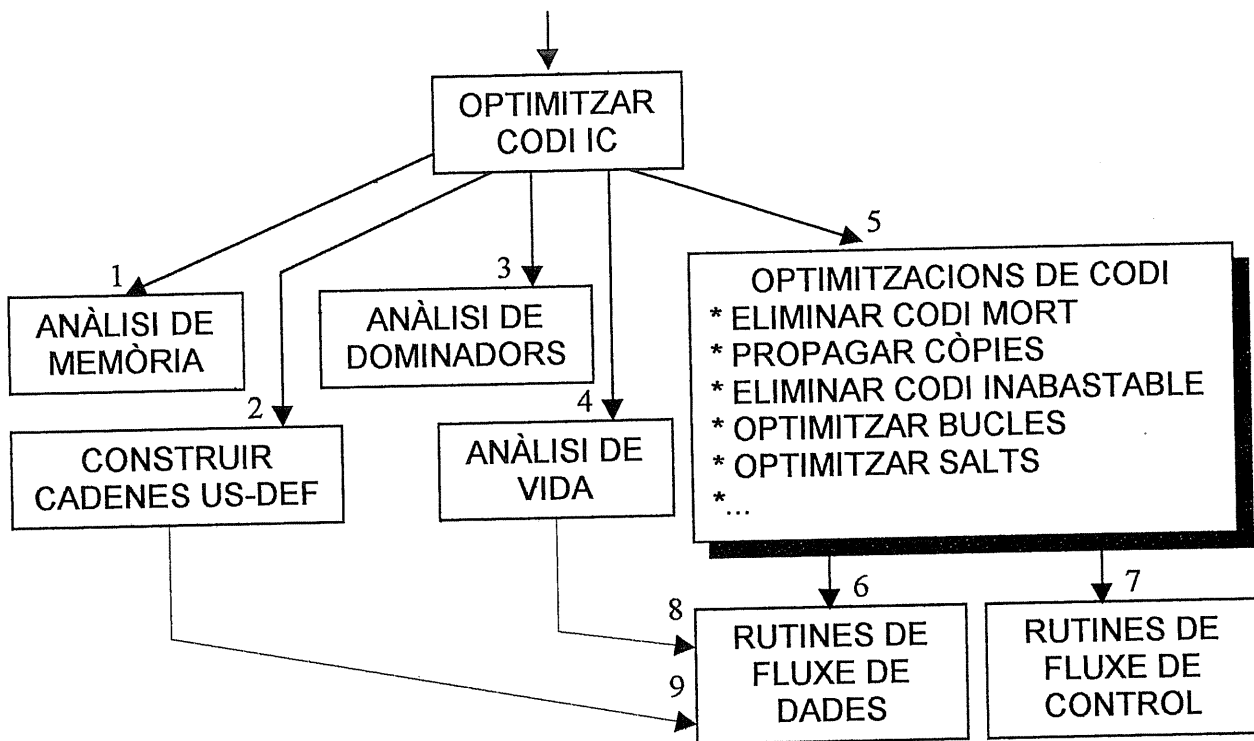 OPTIMITZAR
CODI IC
1
ANÀLISI DE
MEMÒRIA
2
CONSTRUIR
CADENES US-DEF
3
ANÀLISI DE
DOMINADORS
4
ANÀLISI DE
VIDA
5
OPTIMITZACIONS DE CODI
* ELIMINAR CODI MORT
* PROPAGAR CÒPIES
* ELIMINAR CODI INABASTABLE
* OPTIMITZAR BUCLES
* OPTIMITZAR SALTS
*...
6
7
8
9
RUTINES DE
FLUXE DE
DADES
RUTINES DE
FLUXE DE
CONTROL